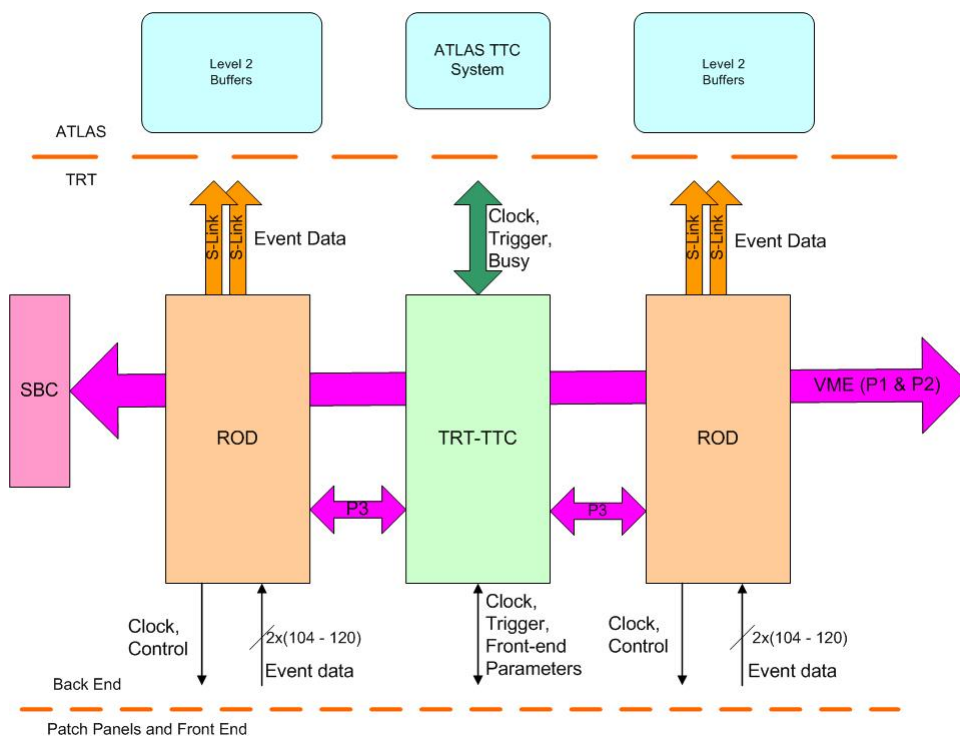 Level 2
Buffers
ATLAS TTC
System
Level 2
Buffers
ATLAS
TRT
S-Link
S-Link
Event Data
Clock,
Trigger,
Busy
S-Link
S-Link
Event Data
SBC
ROD
TRT-TTC
ROD
VME (P1 & P2)
P3
P3
Clock,
Control
2x(104 - 120)
Event data
Clock,
Trigger,
Front-end
Parameters
Clock,
Control
2x(104 - 120)
Event data
Back End
Patch Panels and Front End